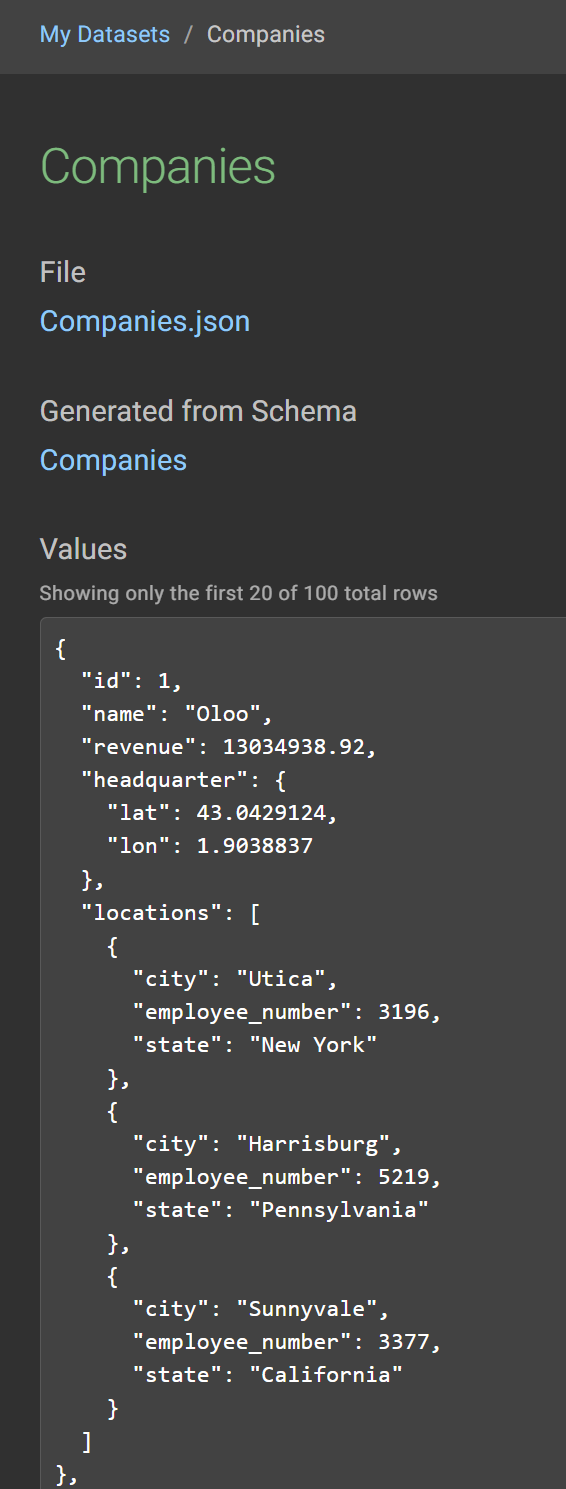 My Datasets / Companies
Companies
File
Companies.json
Generated from Schema
Companies
Values
Showing only the first 20 of 100 total rows
{
  "id": 1,
  "name": "Oloo",
  "revenue": 13034938.92,
  "headquarter": {
    "lat": 43.0429124,
    "lon": 1.9038837
  },
  "locations": [
    {
      "city": "Utica",
      "employee_number": 3196,
      "state": "New York"
    },
    {
      "city": "Harrisburg",
      "employee_number": 5219,
      "state": "Pennsylvania"
    },
    {
      "city": "Sunnyvale",
      "employee_number": 3377,
      "state": "California"
    }
  ]
},